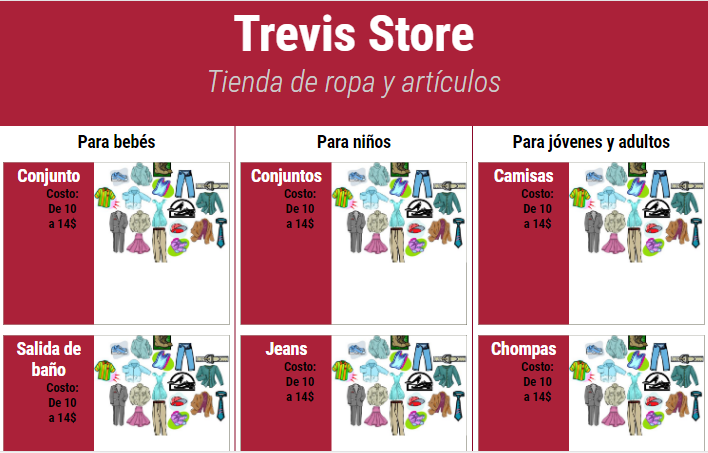 Trevis Store
Tienda de ropa y artículos
Para bebés
Para niños
Para jóvenes y adultos
Conjunto
Costo:
De 10
a 14$
Conjuntos
Costo:
De 10
a 14$
Camisas
Costo:
De 10
a 14$
Salida de
baño
Costo:
De 10
a 14$
Jeans
Costo:
De 10
a 14$
Chompas
Costo:
De 10
a 14$